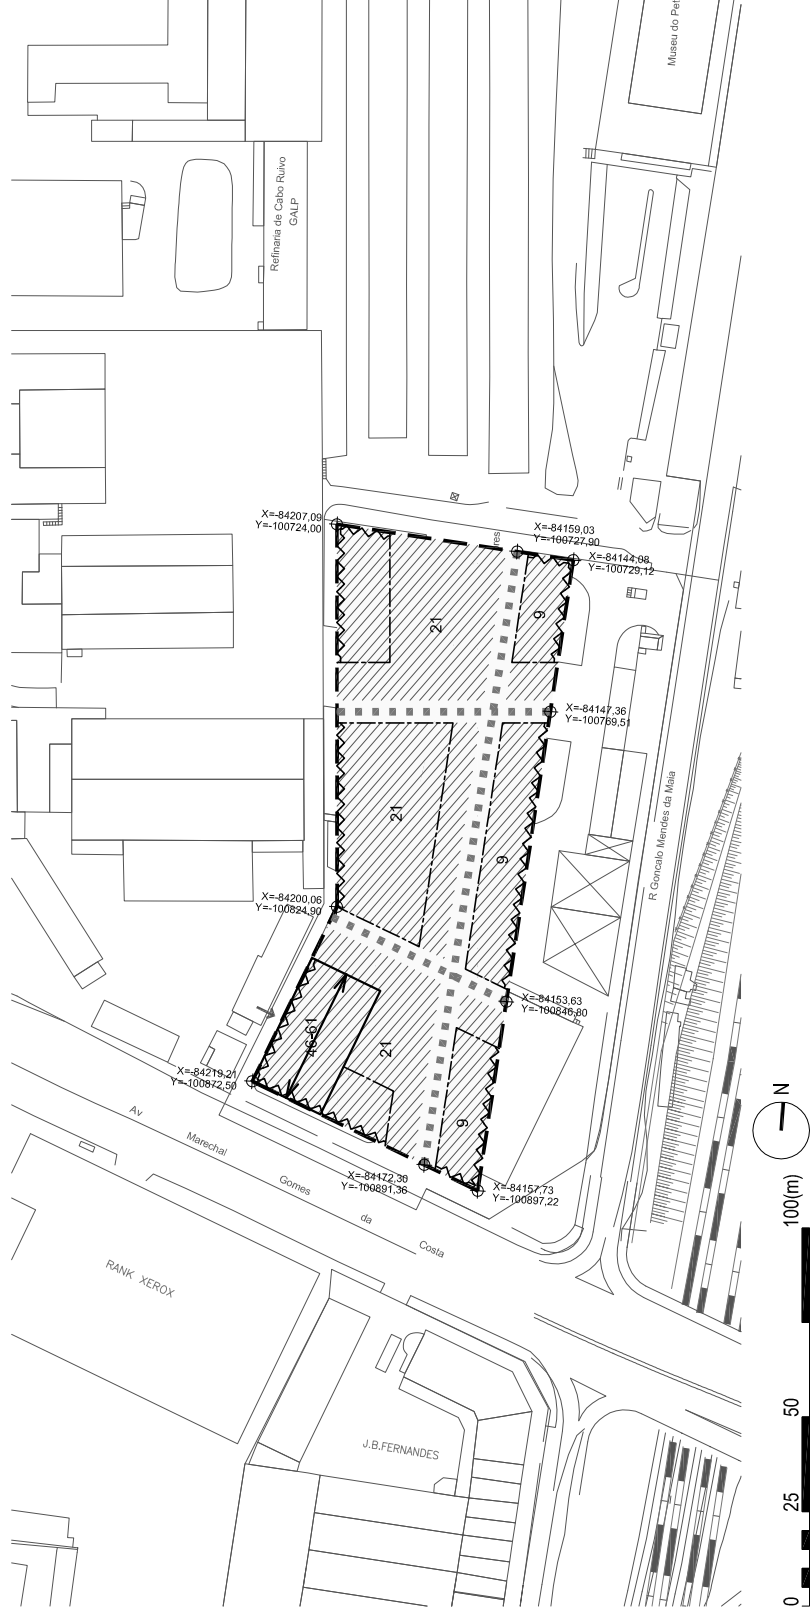 Museu do Pet
Refinaria de Cabo Ruivo
GALP
X=-84207,09
Y=-100724,00
res
X=-84159,03
Y=-100727,90
X=-84144,08
Y=-100729,12
21
9
X=-84147,36
Y=-100769,51
21
9
R Goncalo Mendes da Maia
X=-84200,06
Y=-100824,90
X=-84153,63
Y=-100846,80
46-61
21
9
X=-84219,21
Y=-100872,50
Av Marechal Gomes da Costa
X=-84172,30
Y=-100891,36
X=-84157,73
Y=-100897,22
N
RANK XEROX
J.B.FERNANDES
0 25 50 100(m)